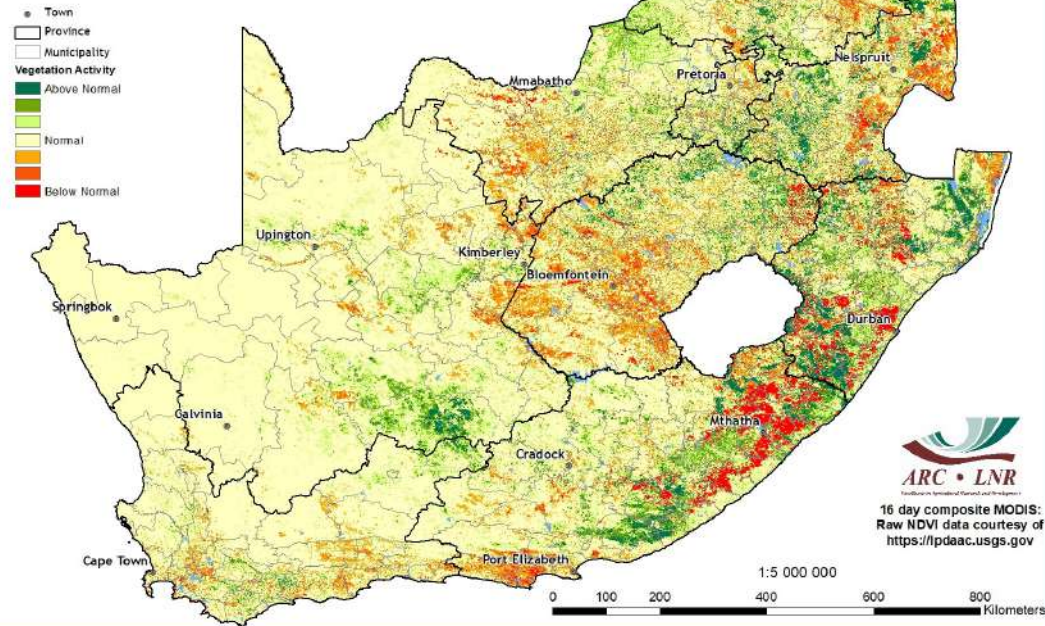 Town
Province
Municipality
Vegetation Activity
Above Normal
Normal
Below Normal
Nelspruit
Pretoria
Mmabatho
Upington
Kimberley
Bloemfontein
Springbok
Durban
Calvinia
Mthatha
Cradock
Cape Town
Port Elizabeth
ARC • LNR
16 day composite MODIS:
Raw NDVI data courtesy of
https://lpdaac.usgs.gov
1:5 000 000
0 100 200 400 600 800
Kilometers